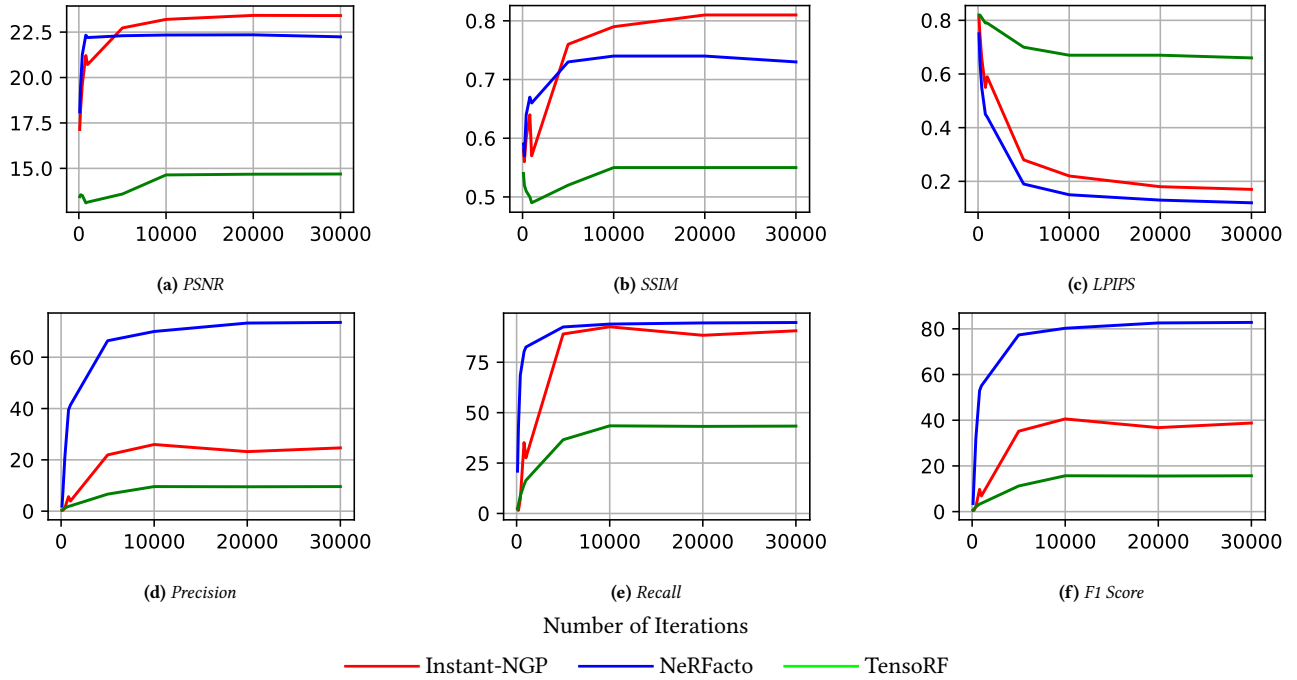 22.5
20.0
17.5
15.0
0 10000 20000 30000
(a) PSNR
0.8
0.7
0.6
0.5
0 10000 20000 30000
(b) SSIM
0.8
0.6
0.4
0.2
0 10000 20000 30000
(c) LPIPS
60
40
20
0
0 10000 20000 30000
(d) Precision
75
50
25
0
0 10000 20000 30000
(e) Recall
80
60
40
20
0
0 10000 20000 30000
(f) F1 Score
Number of Iterations
Instant-NGP NeRFacto TensoRF